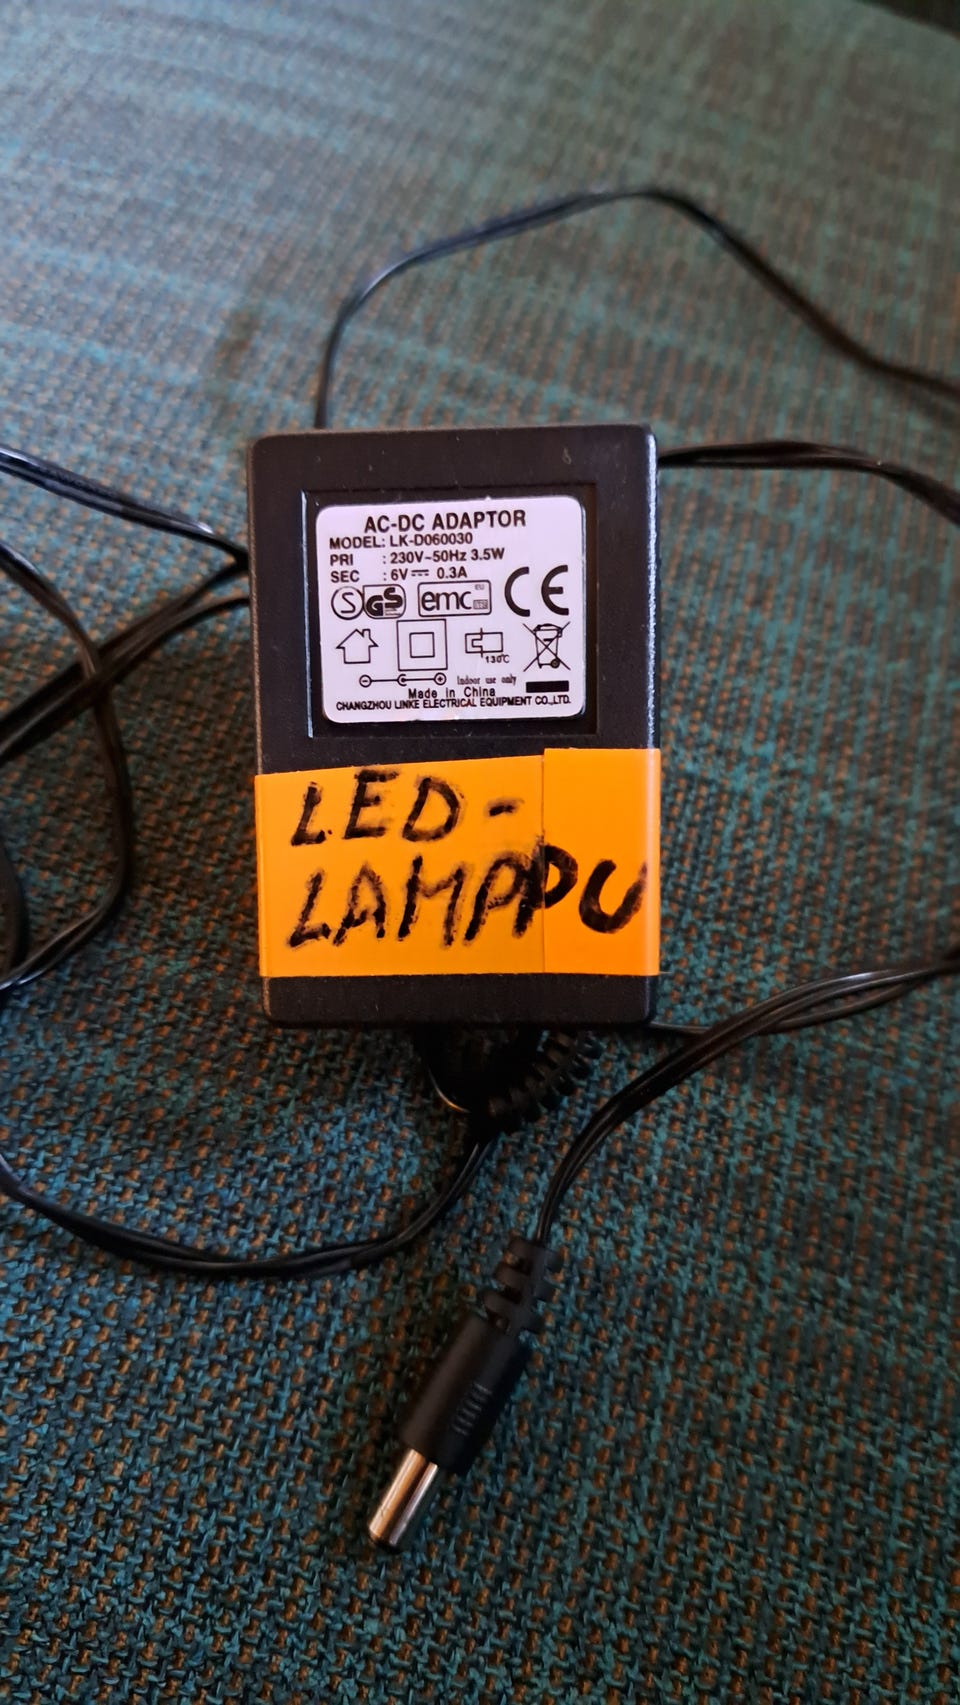 AC-DC ADAPTOR
MODEL: LK-D060030
PRI : 230V~50Hz 3.5W
SEC : 6V⎓ 0.3A
S GS emc EU CE
130°C
Indoor use only
Made in China
CHANGZHOU LINKE ELECTRICAL EQUIPMENT CO.,LTD.
LED-
LAMPPU